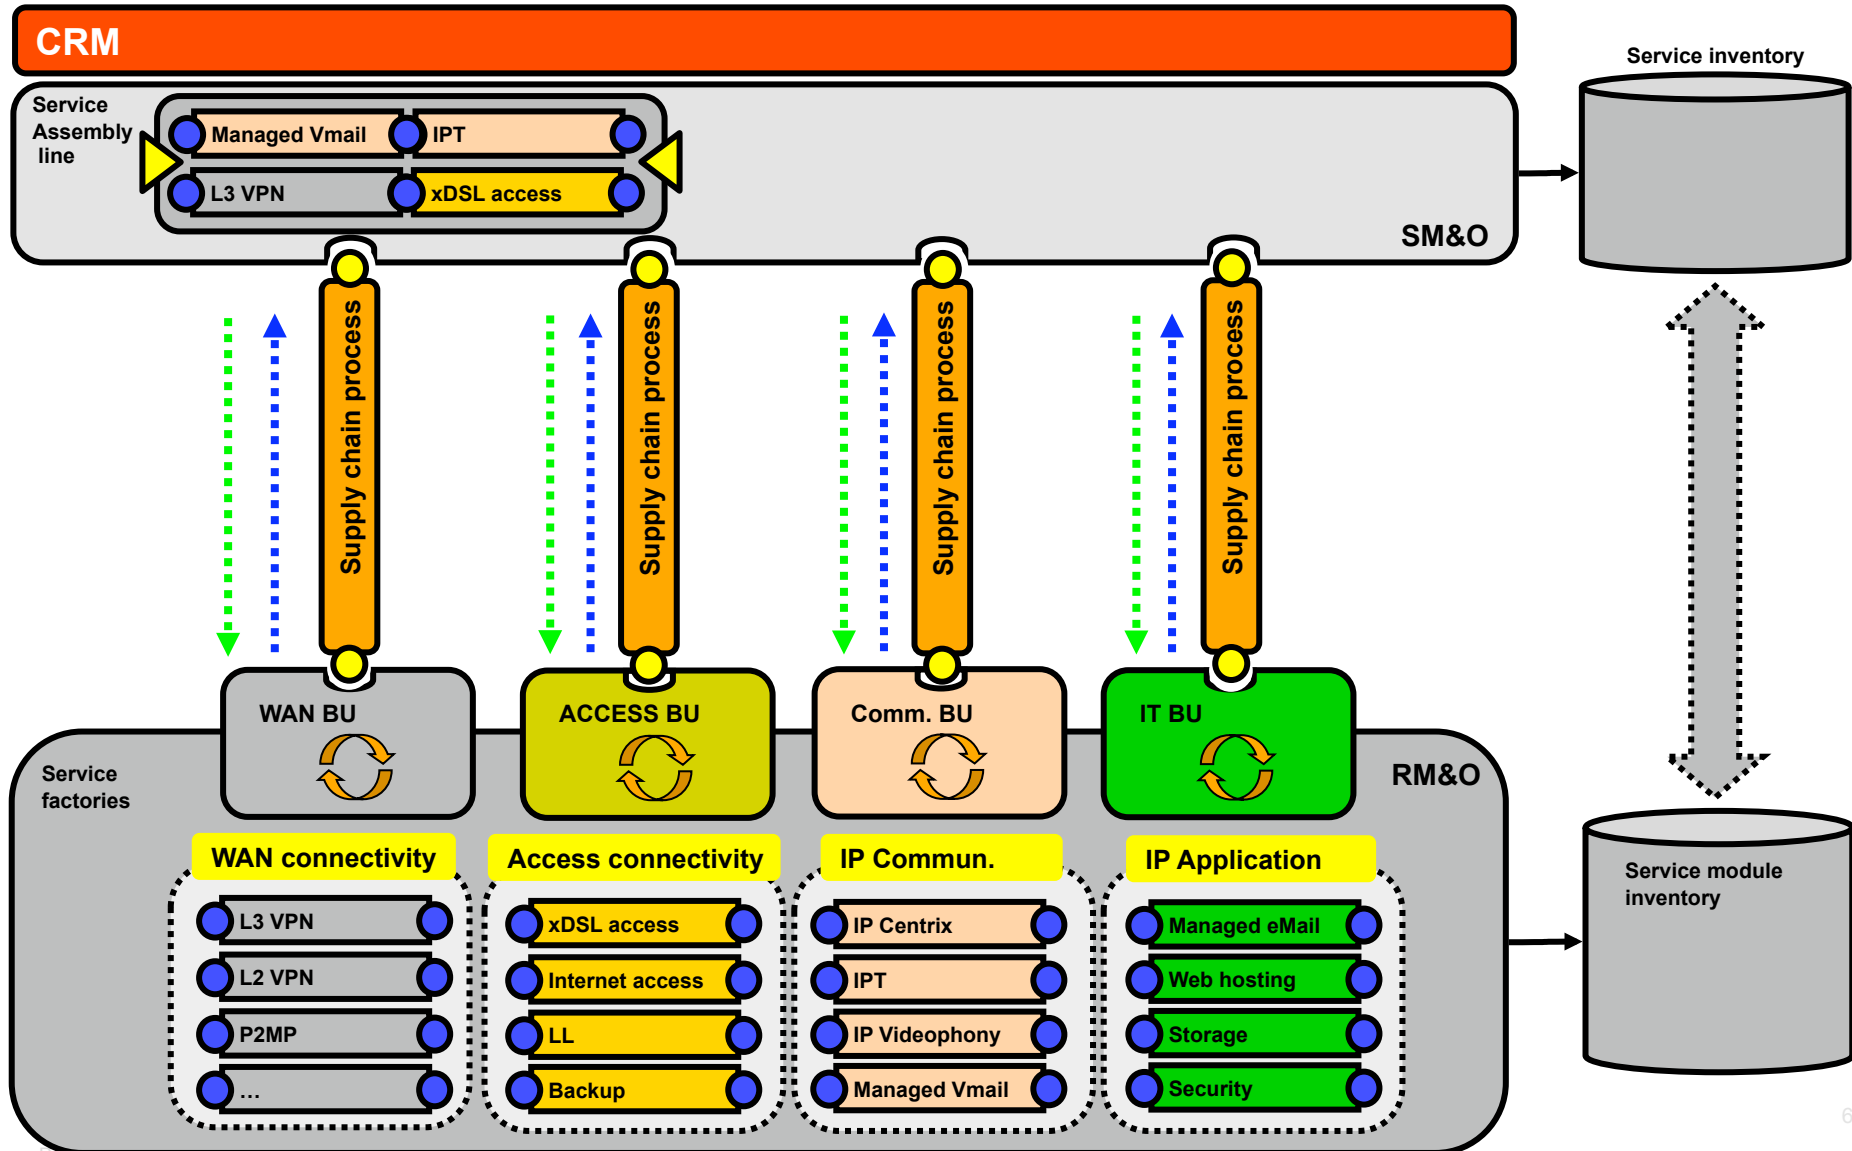 CRM
Service inventory
Service
Assembly
line
Managed Vmail
IPT
L3 VPN
xDSL access
SM&O
Supply chain process
Supply chain process
Supply chain process
Supply chain process
WAN BU
ACCESS BU
Comm. BU
IT BU
Service
factories
RM&O
WAN connectivity
Access connectivity
IP Commun.
IP Application
L3 VPN
L2 VPN
P2MP
...
xDSL access
Internet access
LL
Backup
IP Centrix
IPT
IP Videophony
Managed Vmail
Managed eMail
Web hosting
Storage
Security
Service module
inventory
6